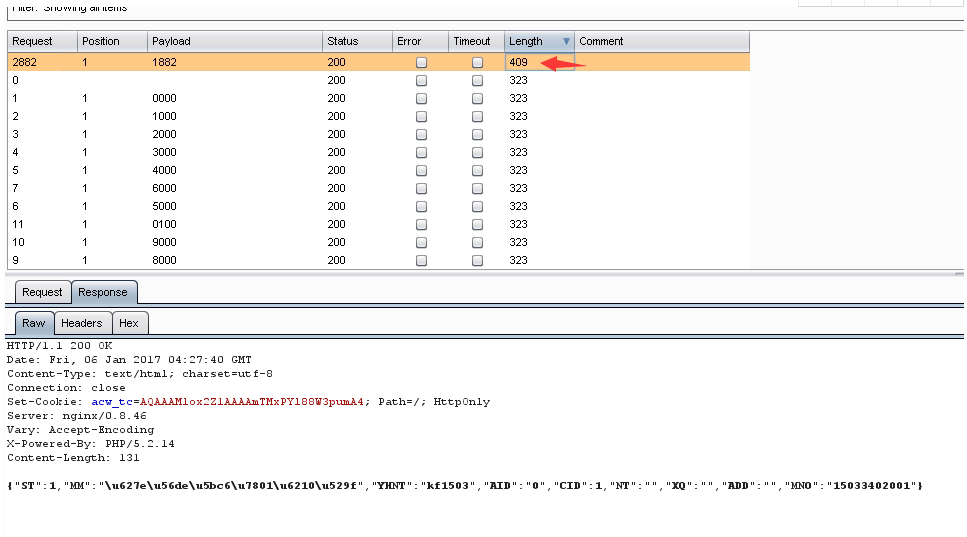 Filter: Showing all items
Request Position Payload Status Error Timeout Length Comment
2882 1 1882 200 409
0 200 323
1 1 0000 200 323
2 1 1000 200 323
3 1 2000 200 323
4 1 3000 200 323
5 1 4000 200 323
7 1 6000 200 323
6 1 5000 200 323
11 1 0100 200 323
10 1 9000 200 323
9 1 8000 200 323
Request Response
Raw Headers Hex
HTTP/1.1 200 OK
Date: Fri, 06 Jan 2017 04:27:40 GMT
Content-Type: text/html; charset=utf-8
Connection: close
Set-Cookie: acw_tc=AQAAAMlox2ZlAAAAmTMxPYl88W3pumA4; Path=/; HttpOnly
Server: nginx/0.8.46
Vary: Accept-Encoding
X-Powered-By: PHP/5.2.14
Content-Length: 131
{"ST":1,"MM":"\u627e\u56de\u5bc6\u7801\u6210\u529f","YHNT":"kf1503","AID":"0","CID":1,"NT":"","XQ":"","ADD":"","MNO":"15033402001"}